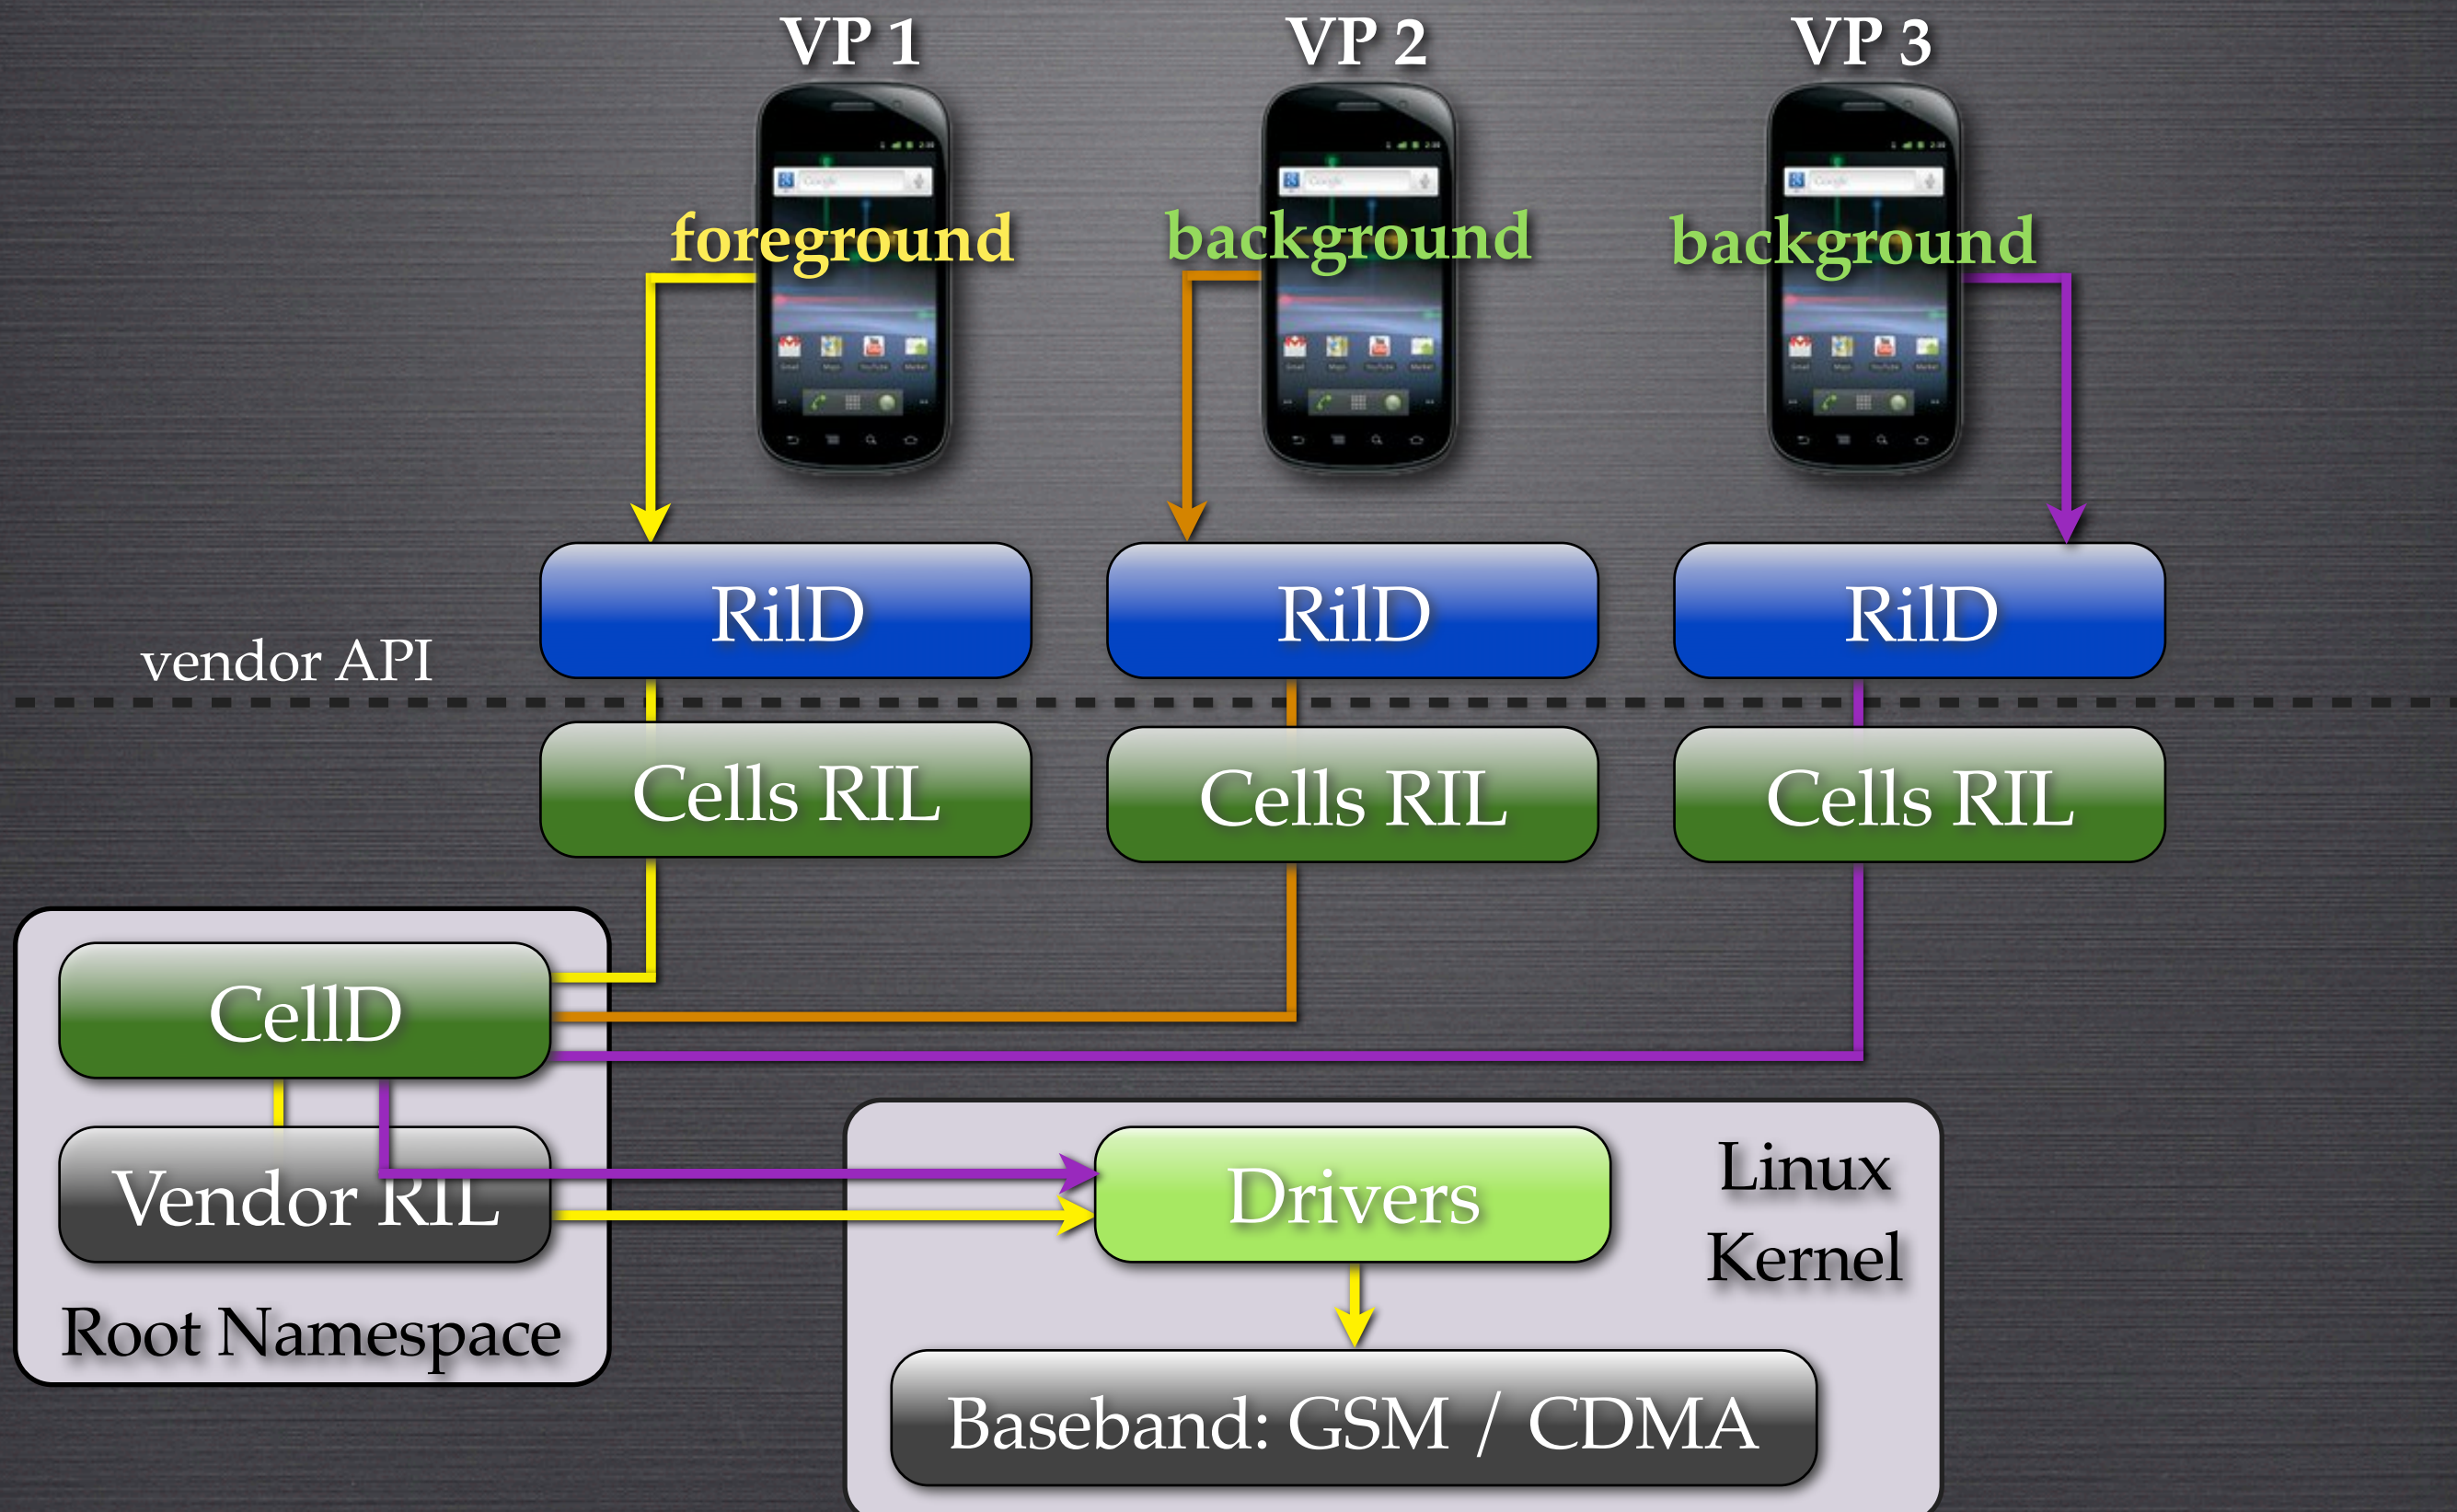 VP 1
VP 2
VP 3
foreground
background
background
RilD
RilD
RilD
vendor API
Cells RIL
Cells RIL
Cells RIL
CellD
Vendor RIL
Root Namespace
Drivers
Linux
Kernel
Baseband: GSM / CDMA